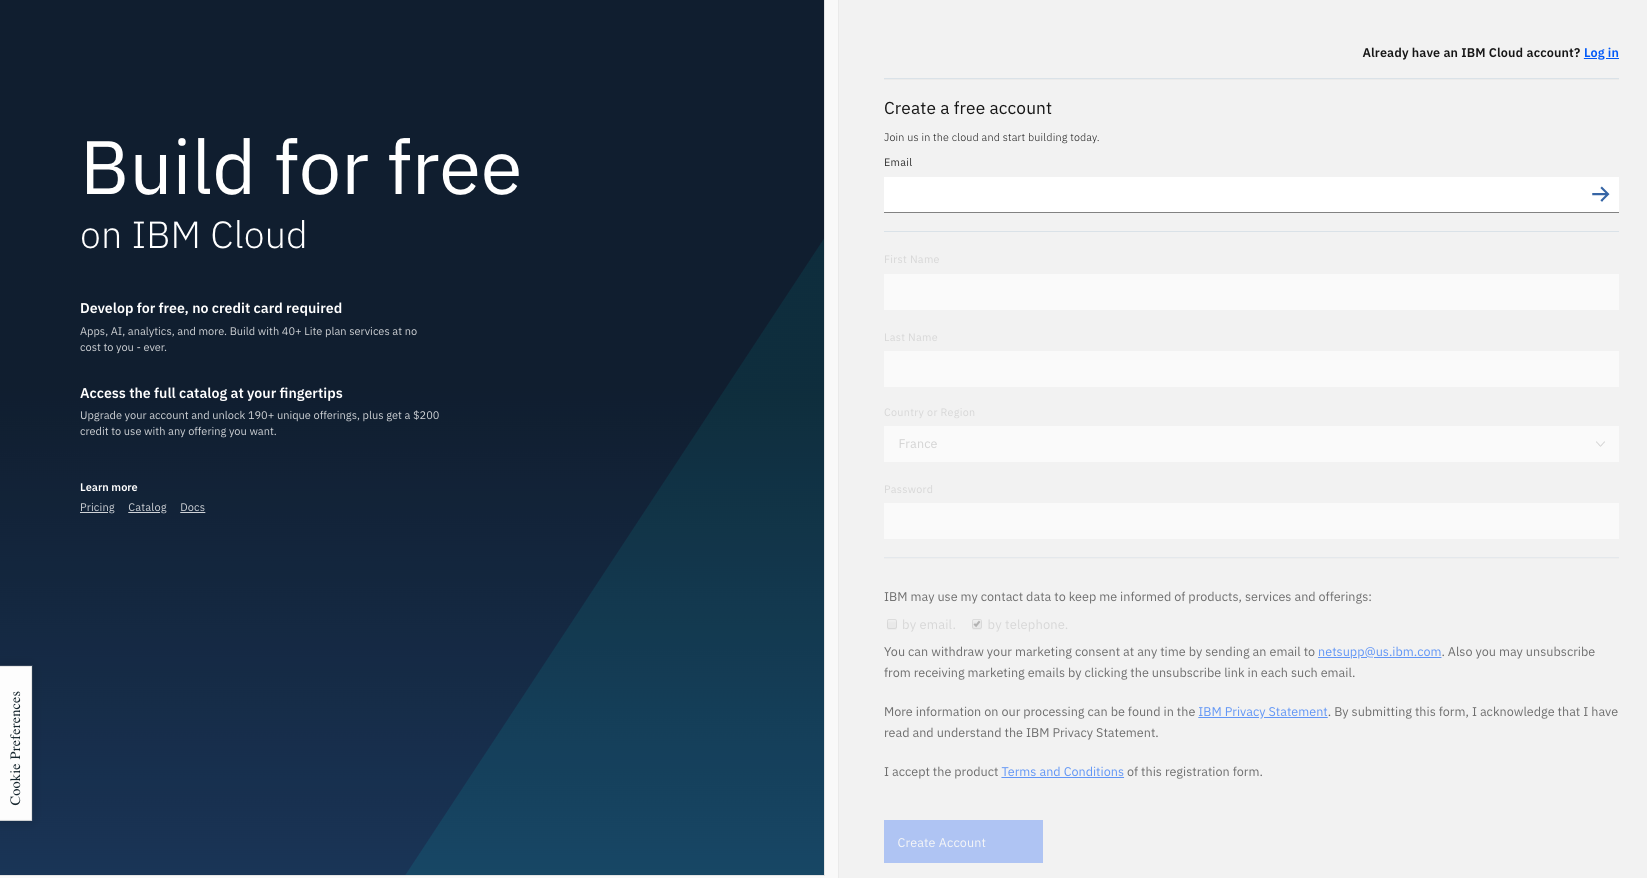 Build for free
on IBM Cloud
Develop for free, no credit card required
Apps, AI, analytics, and more. Build with 40+ Lite plan services at no
cost to you - ever.
Access the full catalog at your fingertips
Upgrade your account and unlock 190+ unique offerings, plus get a $200
credit to use with any offering you want.
Learn more
Pricing Catalog Docs
Cookie Preferences
Already have an IBM Cloud account? Log in
Create a free account
Join us in the cloud and start building today.
Email
First Name
Last Name
Country or Region
France
Password
IBM may use my contact data to keep me informed of products, services and offerings:
by email. by telephone.
You can withdraw your marketing consent at any time by sending an email to netsupp@us.ibm.com. Also you may unsubscribe
from receiving marketing emails by clicking the unsubscribe link in each such email.
More information on our processing can be found in the IBM Privacy Statement. By submitting this form, I acknowledge that I have
read and understand the IBM Privacy Statement.
I accept the product Terms and Conditions of this registration form.
Create Account